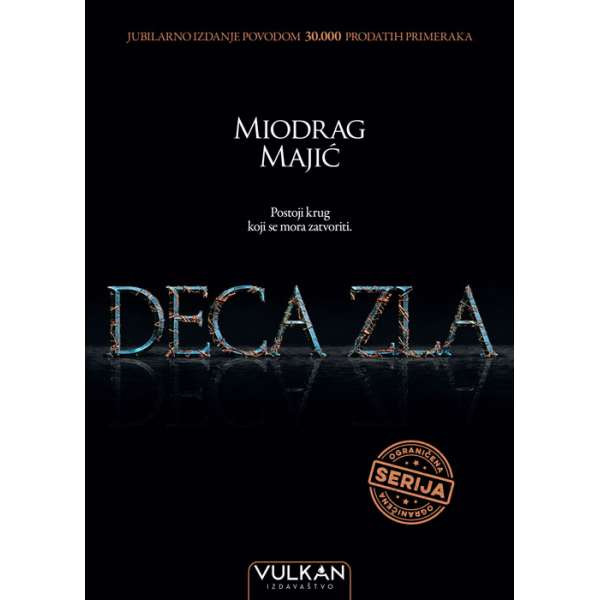 JUBILARNO IZDANJE POVODOM 30.000 PRODATIH PRIMERAKA
MIODRAG
MAJIĆ
Postoji krug
koji se mora zatvoriti.
DECA ZLA
OGRANIČENA
SERIJA
OGRANIČENA
VULKAN
IZDAVAŠTVO